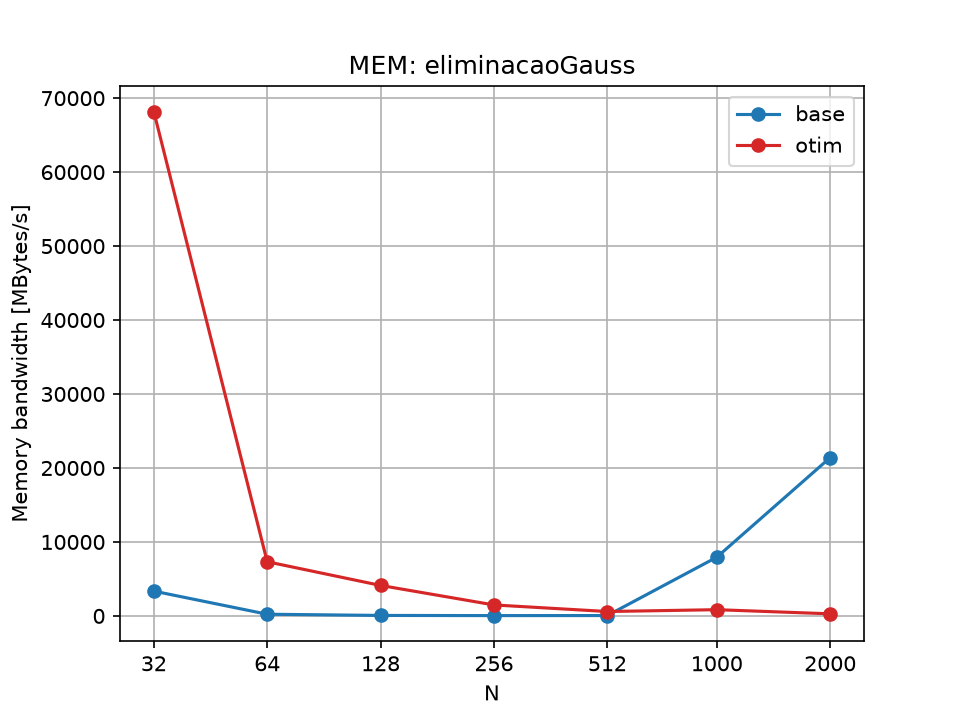 MEM: eliminacaoGauss
base
otim
Memory bandwidth [MBytes/s]
70000
60000
50000
40000
30000
20000
10000
0
32 64 128 256 512 1000 2000
N